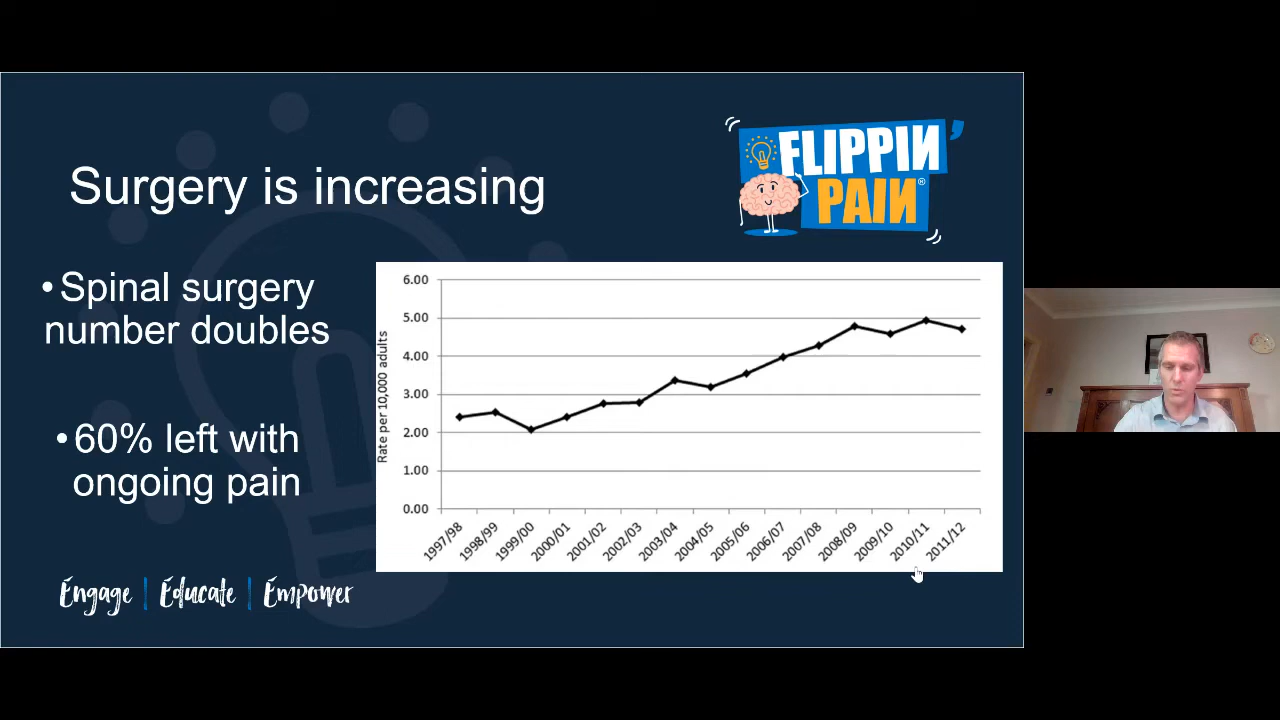 FLIPPIN'
PAIN®
Surgery is increasing
•Spinal surgery
number doubles
•60% left with
ongoing pain
Rate per 10,000 adults
6.00
5.00
4.00
3.00
2.00
1.00
0.00
1997/98
1998/99
1999/00
2000/01
2001/02
2002/03
2003/04
2004/05
2005/06
2006/07
2007/08
2008/09
2009/10
2010/11
2011/12
Engage | Educate | Empower